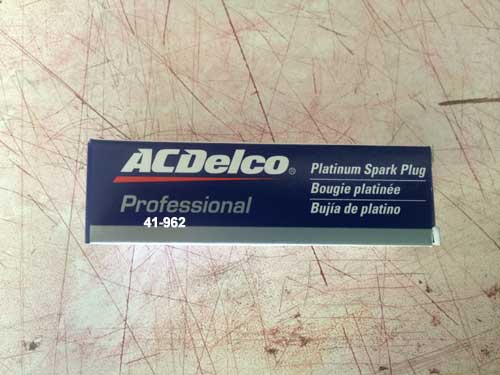 ACDelco®
Professional
41-962
Platinum Spark Plug
Bougie platinée
Bujía de platino